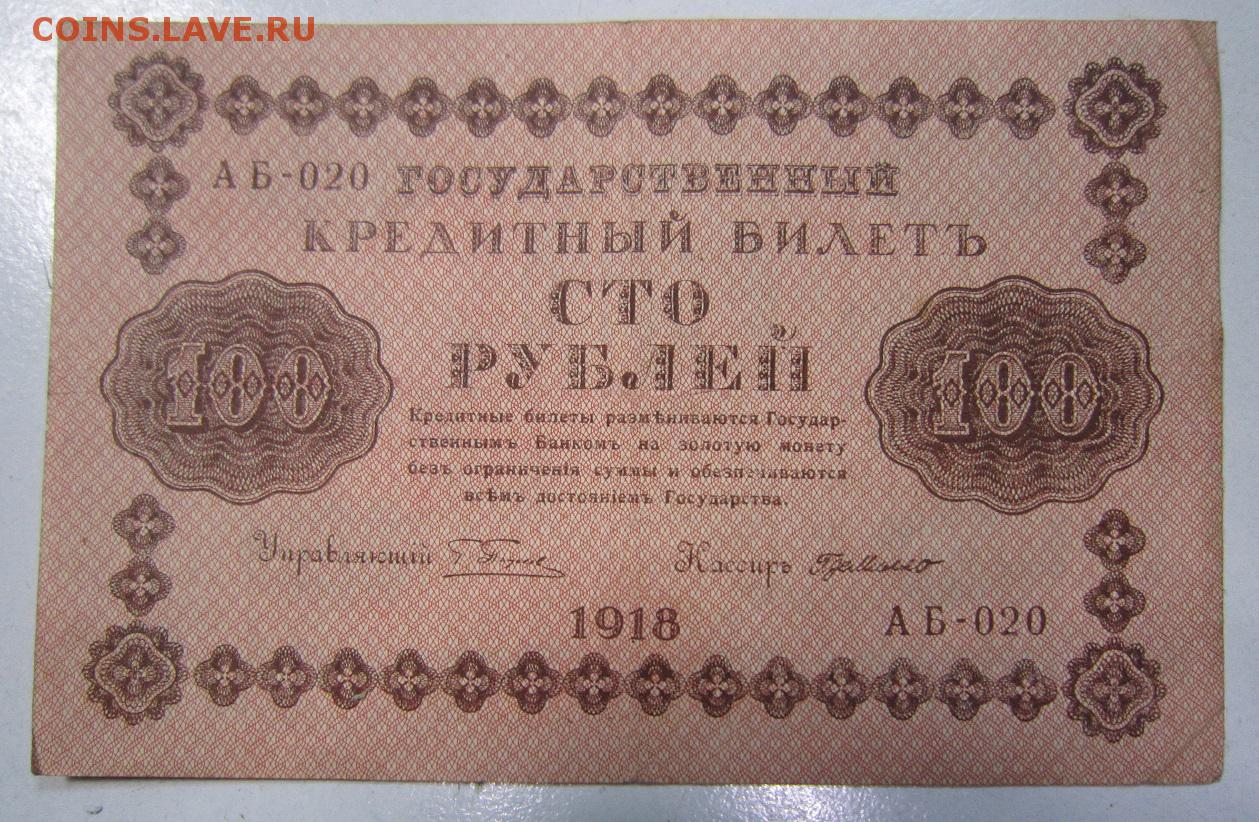 COINS.LAVE.RU
АБ-020 ГОСУДАРСТВЕННЫЙ
КРЕДИТНЫЙ БИЛЕТЪ
СТО
РУБЛЕЙ
100 100
Кредитные билеты размѣниваются Государ-
ственнымъ Банкомъ на золотую монету
безъ ограниченія суммы и обезпечиваются
всѣмъ достояніемъ Государства.
Управляющій Кассиръ
1918 АБ-020